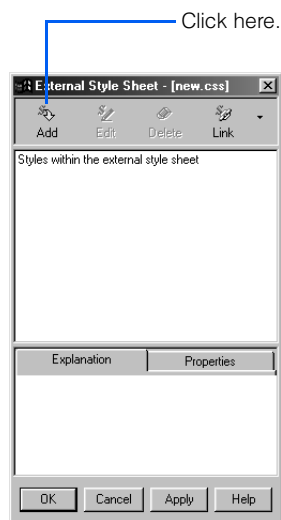 Click here.
External Style Sheet - [new.css]
Add Edit Delete Link
Styles within the external style sheet
Explanation Properties
OK Cancel Apply Help